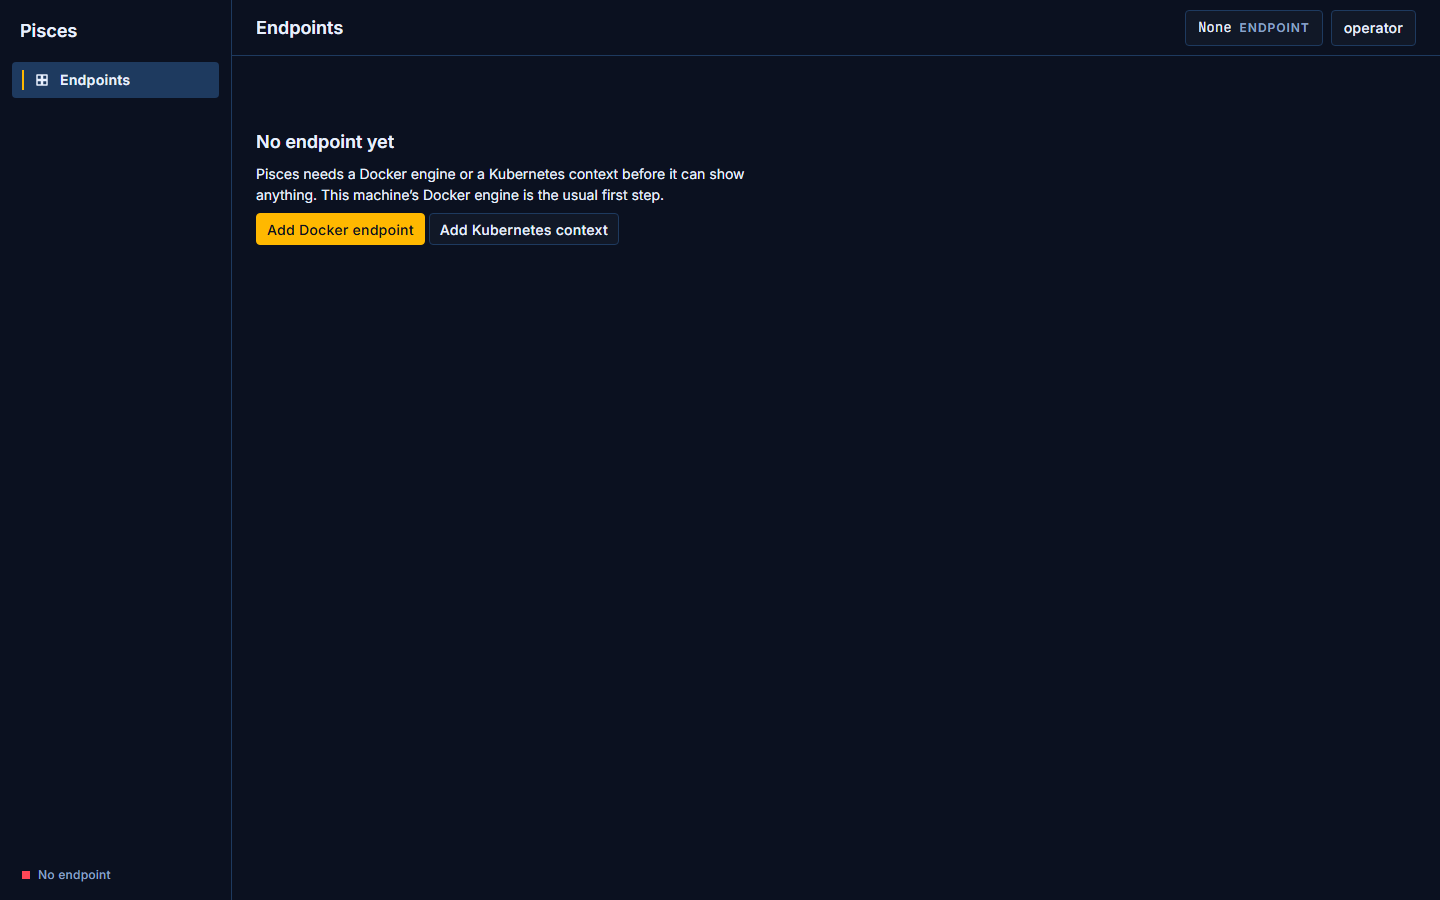 Pisces
Endpoints
Endpoints
None ENDPOINT
operator
No endpoint yet
Pisces needs a Docker engine or a Kubernetes context before it can show
anything. This machine's Docker engine is the usual first step.
Add Docker endpoint
Add Kubernetes context
No endpoint